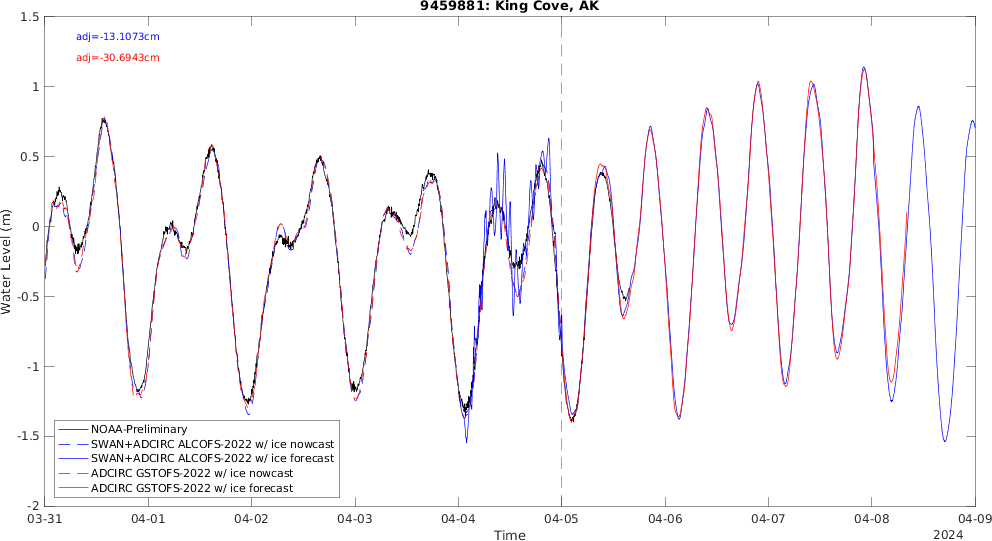 9459881: King Cove, AK
adj=-13.1073cm
adj=-30.6943cm
Water Level (m)
1.5
1
0.5
0
-0.5
-1
-1.5
-2
NOAA-Preliminary
SWAN+ADCIRC ALCOFS-2022 w/ ice nowcast
SWAN+ADCIRC ALCOFS-2022 w/ ice forecast
ADCIRC GSTOFS-2022 w/ ice nowcast
ADCIRC GSTOFS-2022 w/ ice forecast
03-31 04-01 04-02 04-03 04-04 04-05 04-06 04-07 04-08 04-09
Time
2024